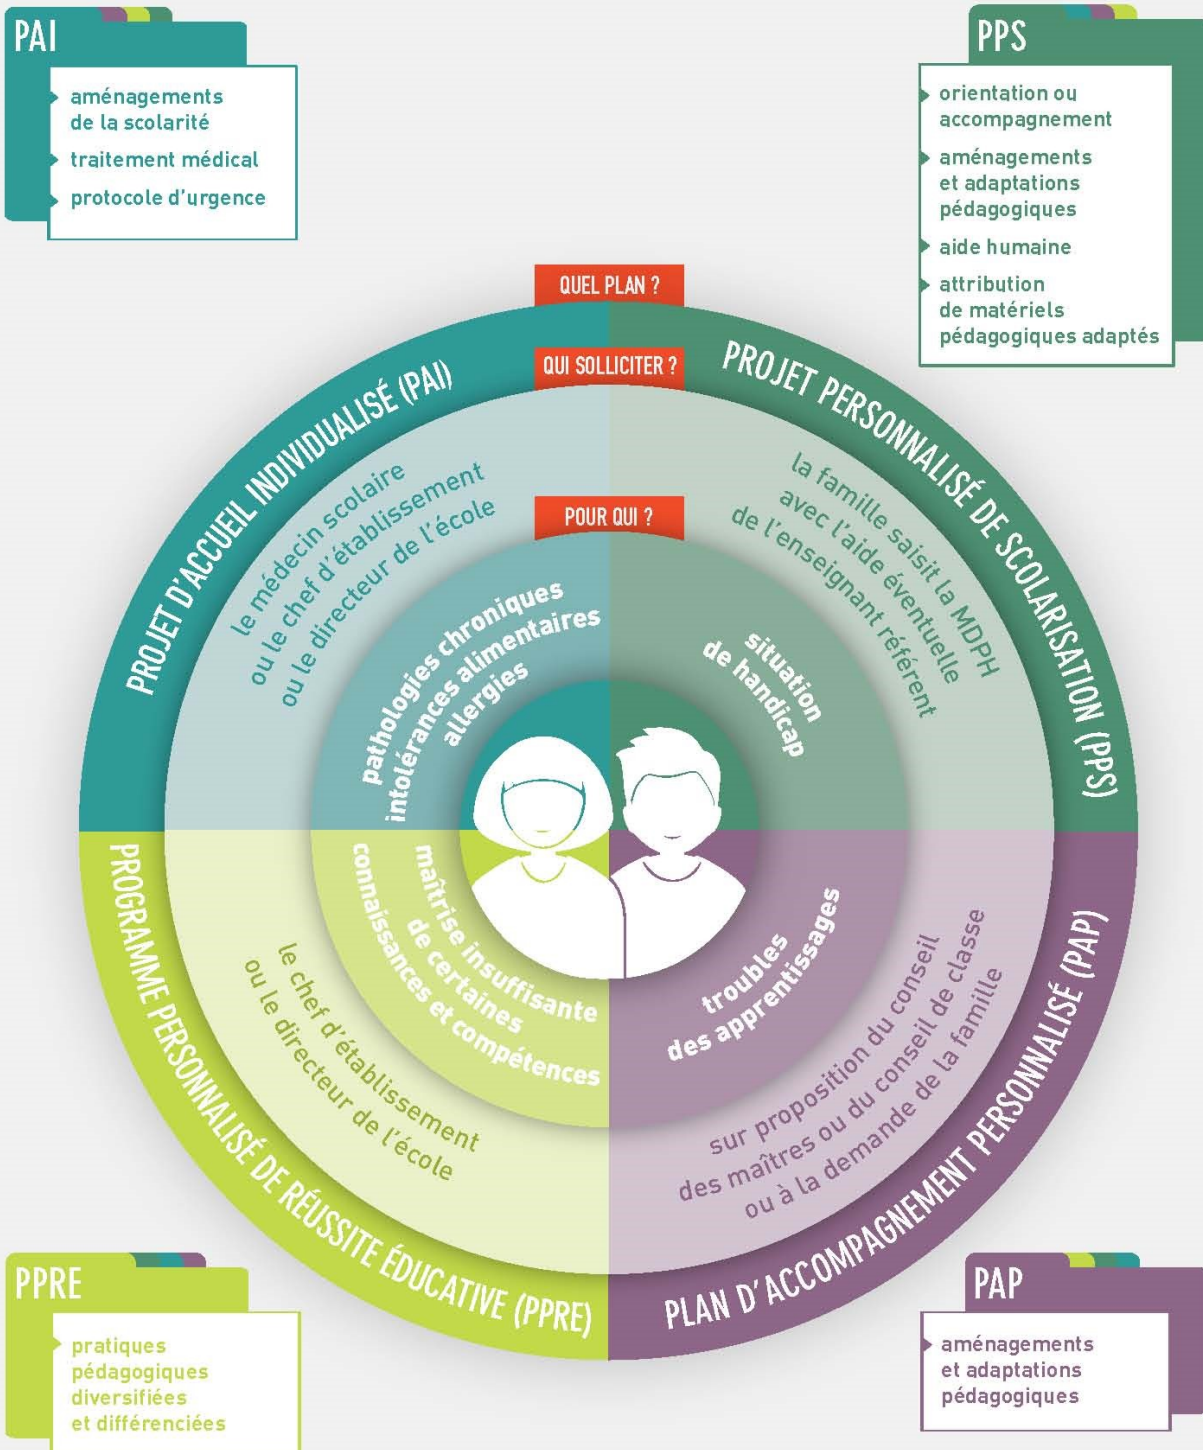 PAI
aménagements
de la scolarité
traitement médical
protocole d'urgence
PPS
orientation ou
accompagnement
aménagements
et adaptations
pédagogiques
aide humaine
attribution
de matériels
pédagogiques adaptés
QUEL PLAN ?
QUI SOLLICITER ?
POUR QUI ?
PROJET D'ACCUEIL INDIVIDUALISÉ (PAI)
le médecin scolaire
ou le chef d'établissement
ou le directeur de l'école
pathologies chroniques
intolérances alimentaires
allergies
PROJET PERSONNALISÉ DE SCOLARISATION (PPS)
la famille saisit la MDPH
avec l'aide éventuelle
de l'enseignant référent
situation
de handicap
PROGRAMME PERSONNALISÉ DE RÉUSSITE ÉDUCATIVE (PPRE)
le chef d'établissement
ou le directeur de l'école
maîtrise insuffisante
de certaines
connaissances et compétences
PLAN D'ACCOMPAGNEMENT PERSONNALISÉ (PAP)
sur proposition du conseil
des maîtres ou du conseil de classe
ou à la demande de la famille
troubles
des apprentissages
PPRE
pratiques
pédagogiques
diversifiées
et différenciées
PAP
aménagements
et adaptations
pédagogiques